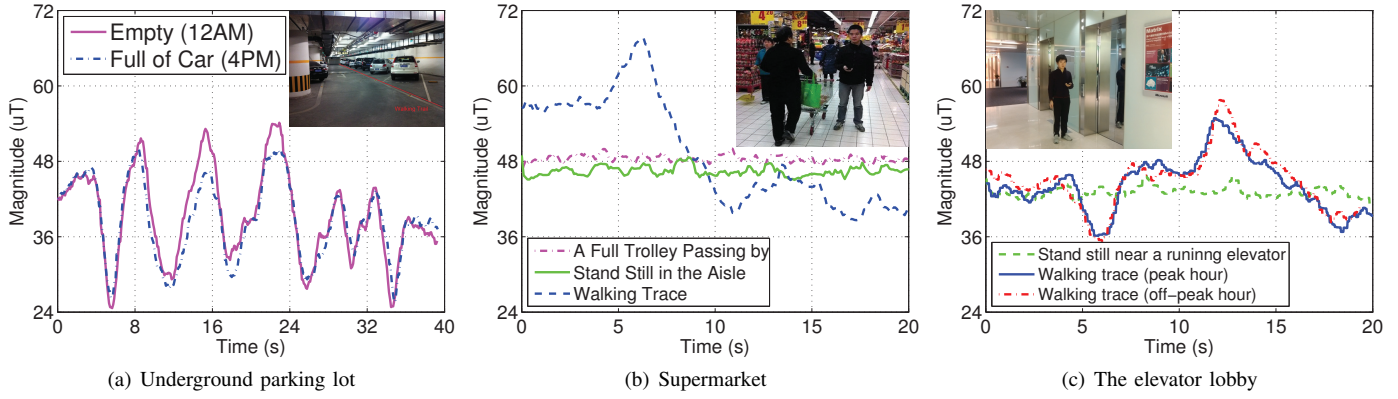 72
60
48
36
24
Magnitude (uT)
0 8 16 24 32 40
Time (s)
Empty (12AM)
Full of Car (4PM)
(a) Underground parking lot
72
60
48
36
24
Magnitude (uT)
0 5 10 15 20
Time (s)
A Full Trolley Passing by
Stand Still in the Aisle
Walking Trace
(b) Supermarket
72
60
48
36
24
Magnitude (uT)
0 5 10 15 20
Time (s)
Stand still near a runinng elevator
Walking trace (peak hour)
Walking trace (off-peak hour)
(c) The elevator lobby